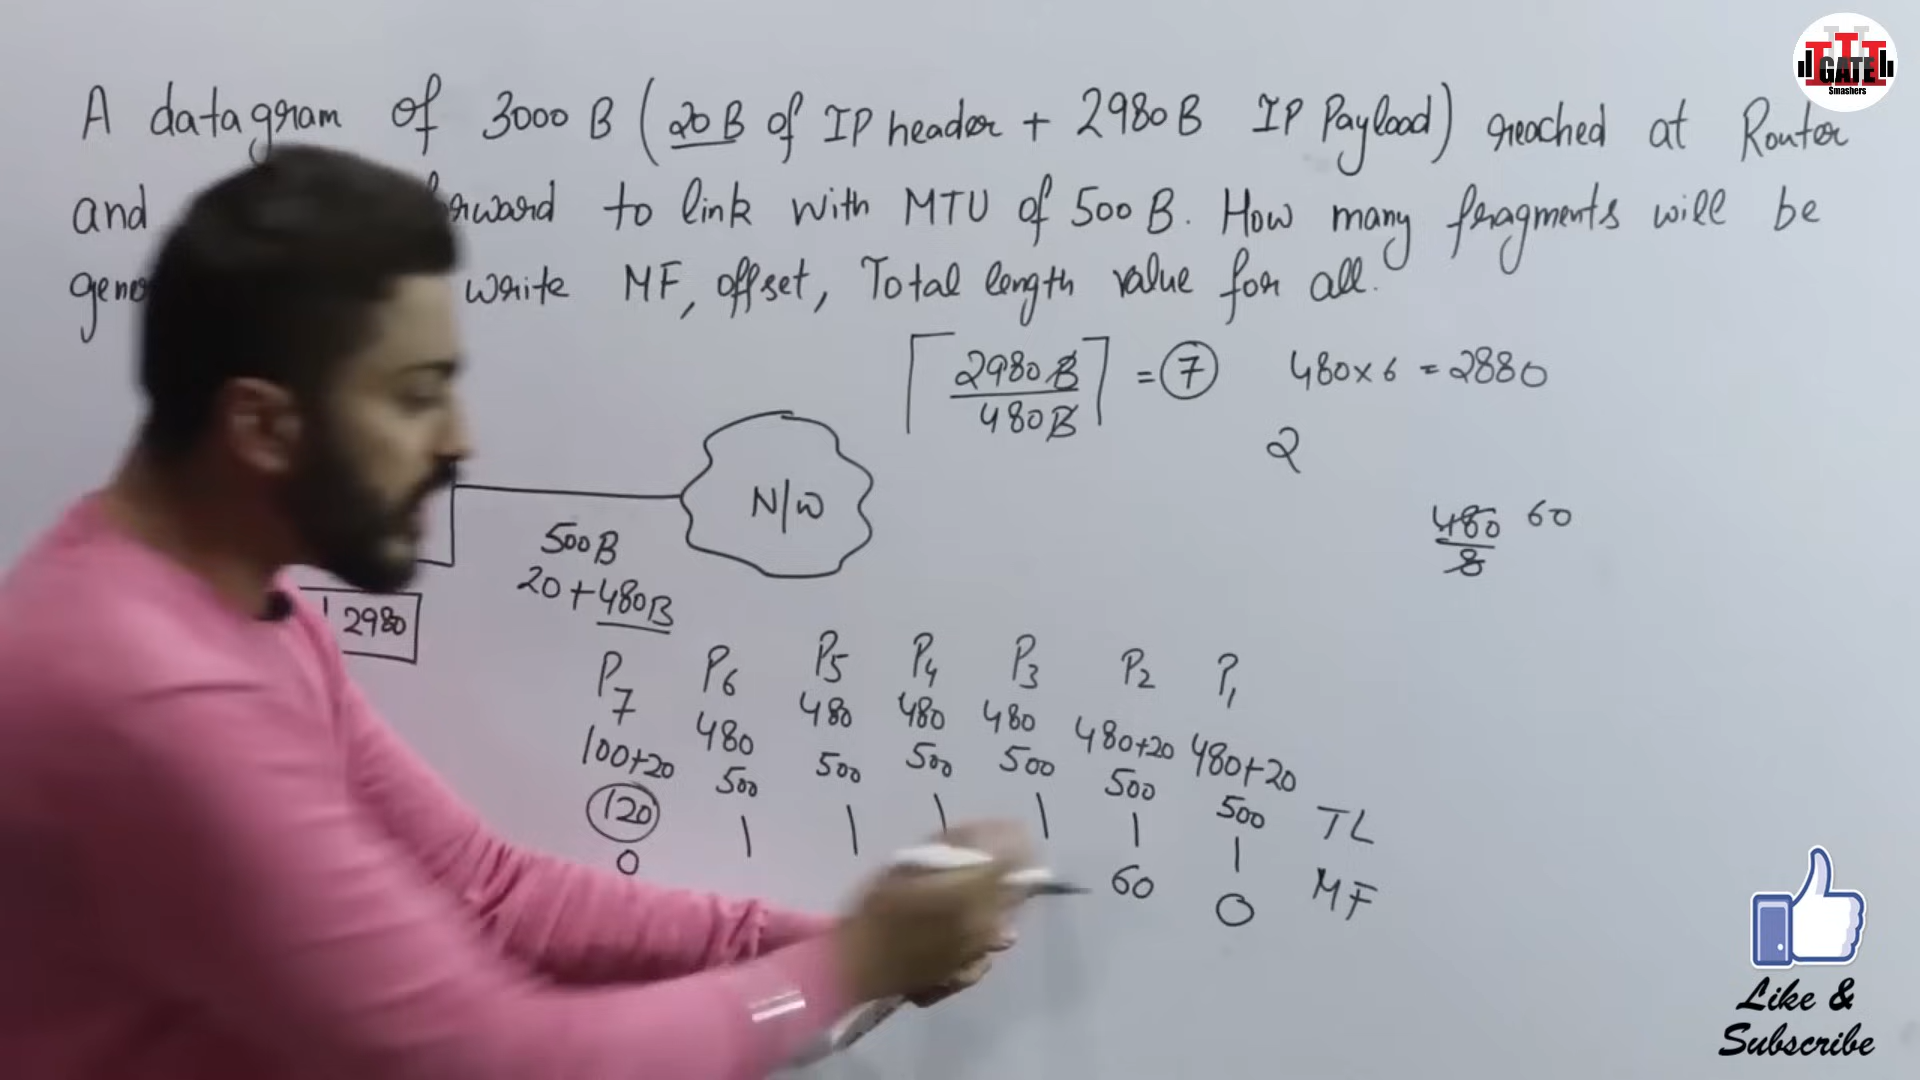 GATE
Smashers
A datagram of 3000 B (20 B of IP header + 2980 B IP Payload) reached at Router
and to link with MTU of 500 B. How many fragments will be
write MF, offset, Total length value for all.
⌈2980 B / 480 B⌉ = 7 480×6 = 2880
2
480/8 60
N/W
500 B
20+480B
2980
P7 P6 P5 P4 P3 P2 P1
100+20 480 480 480 480 480+20 480+20
120 500 500 500 500 500 500 TL
0 1 1 1 1 1 1 MF
60 0
Like &
Subscribe